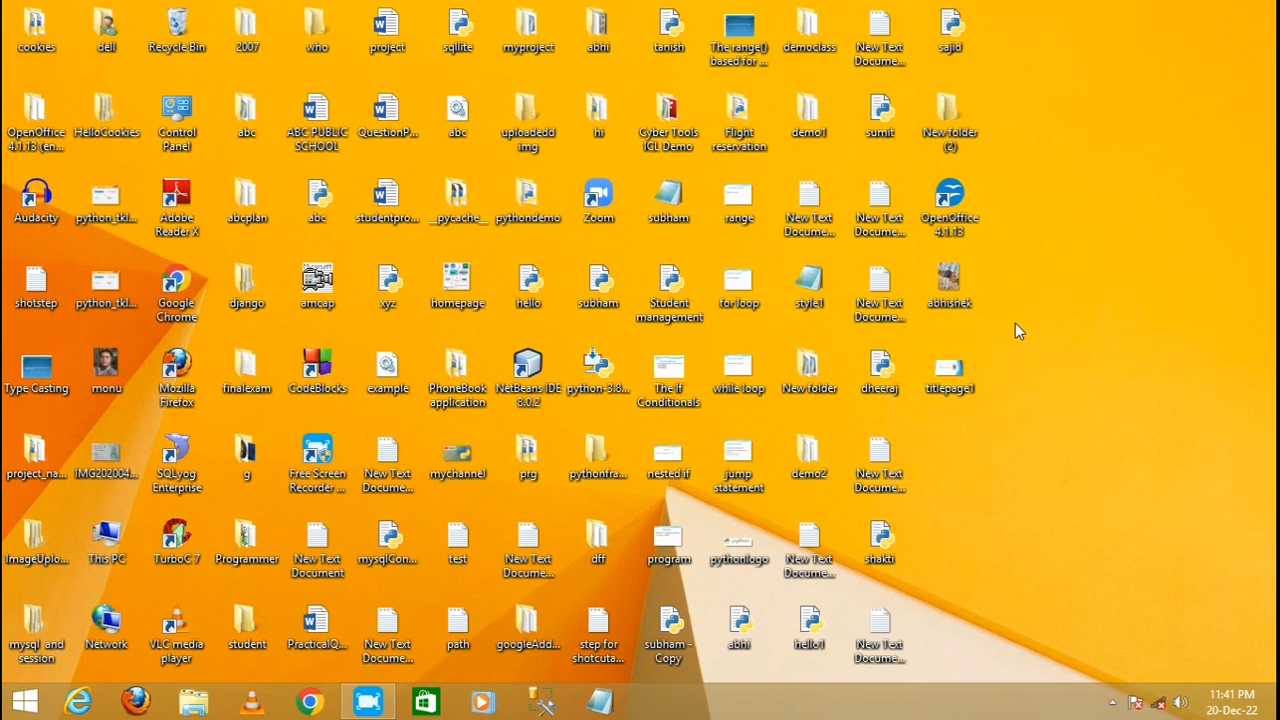 cookies
dell
Recycle Bin
2007
who
project
sqllite
myproject
abhi
tanish
The range()
based for ...
democlass
New Text
Docume...
sajid
OpenOffice
4.1.13 (en...
HelloCookies
Control
Panel
abc
ABC PUBLIC
SCHOOL
QuestionP...
abc
uploadedd
img
hi
Cyber Tools
ICL Demo
Flight
reservation
demo1
sumit
New folder
(2)
Audacity
python_tkl...
Adobe
Reader X
abcplan
abc
studentpro...
__pycache__
pythondemo
Zoom
subham
range
New Text
Docume...
New Text
Docume...
OpenOffice
4.1.13
shotstep
python_tkl...
Google
Chrome
django
amcap
xyz
homepage
hello
subham
Student
management
for loop
style1
New Text
Docume...
abhishek
Type Casting
monu
Mozilla
Firefox
finalexam
CodeBlocks
example
PhoneBook
application
NetBeans IDE
8.0.2
python-3.8...
The If
Conditionals
while loop
New folder
dheeraj
titlepage1
project_na...
IMG202004...
SQLyog
Enterprise
g
Free Screen
Recorder ...
New Text
Docume...
mychannel
prg
pythonfra...
nested if
jump
statement
demo2
New Text
Docume...
ImageUplo...
This PC
TurboC 7
Programmer
New Text
Document
mysqlCon...
test
New Text
Docume...
dff
program
pythonlogo
New Text
Docume...
shakti
mysql and
session
Network
VLC media
player
student
PracticalQ...
New Text
Docume...
path
googleAdd...
step for
shotcuta...
subham -
Copy
abhi
hello1
New Text
Docume...
11:41 PM
20-Dec-22